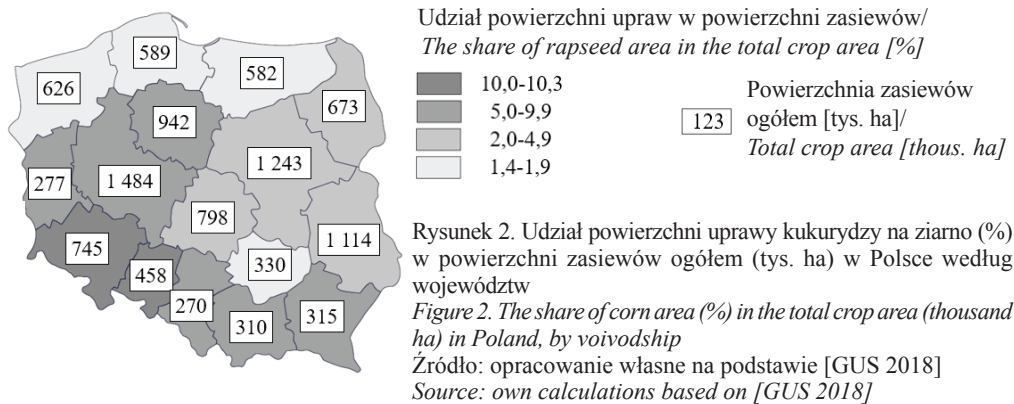 Udział powierzchni upraw w powierzchni zasiewów/
The share of rapseed area in the total crop area [%]
10,0-10,3
5,0-9,9
2,0-4,9
1,4-1,9
123
Powierzchnia zasiewów
ogółem [tys. ha]/
Total crop area [thous. ha]
589
626
582
673
942
1 243
277
1 484
798
745
1 114
458
330
270
310
315
Rysunek 2. Udział powierzchni uprawy kukurydzy na ziarno (%)
w powierzchni zasiewów ogółem (tys. ha) w Polsce według
województw
Figure 2. The share of corn area (%) in the total crop area (thousand
ha) in Poland, by voivodship
Źródło: opracowanie własne na podstawie [GUS 2018]
Source: own calculations based on [GUS 2018]